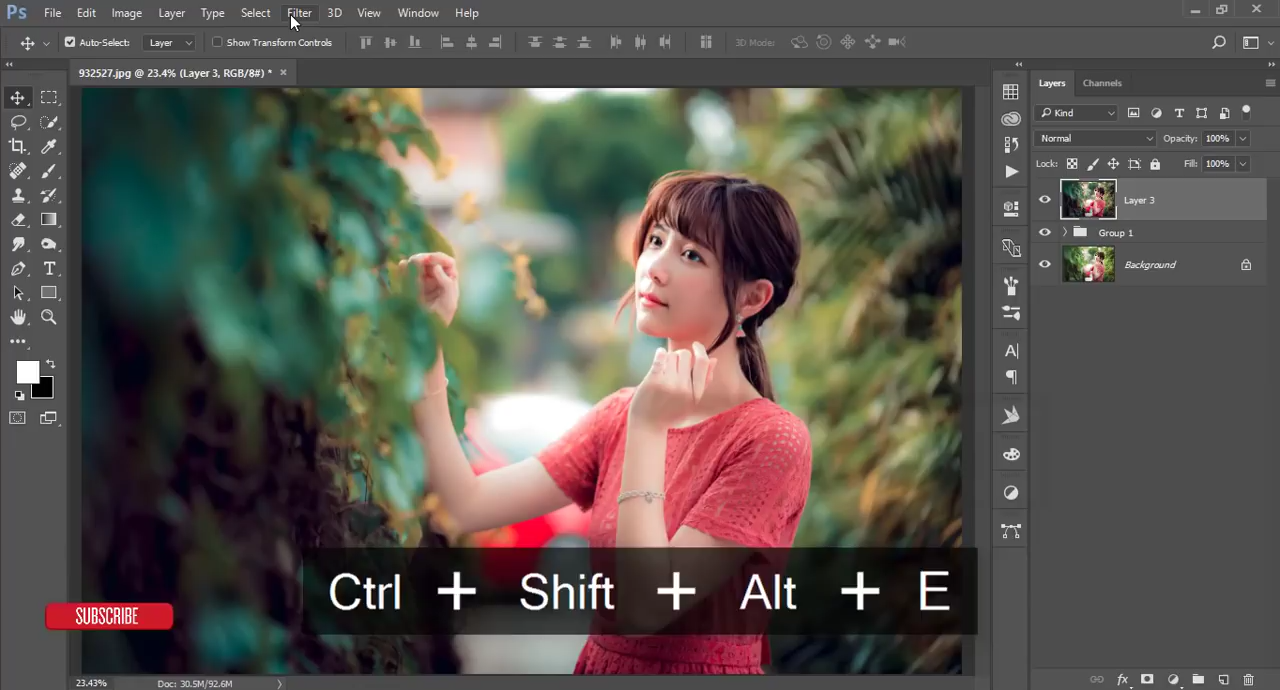 Ps File Edit Image Layer Type Select Filter 3D View Window Help
Auto-Select: Layer Show Transform Controls 3D Mode:
932527.jpg @ 23.4% (Layer 3, RGB/8#) * ×
Layers Channels
Kind
Normal Opacity: 100%
Lock: Fill: 100%
Layer 3
Group 1
Background
Ctrl + Shift + Alt + E
SUBSCRIBE
23.43% Doc: 30.5M/92.6M